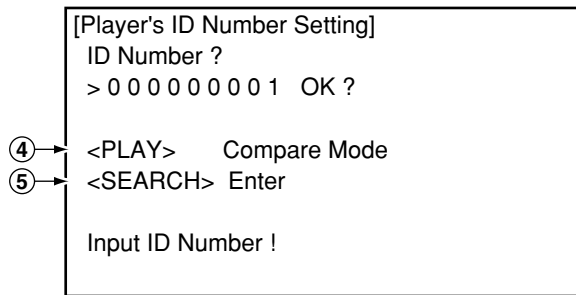 [Player's ID Number Setting]
ID Number ?
> 0 0 0 0 0 0 0 0 1 OK ?
④ <PLAY> Compare Mode
⑤ <SEARCH> Enter
Input ID Number !